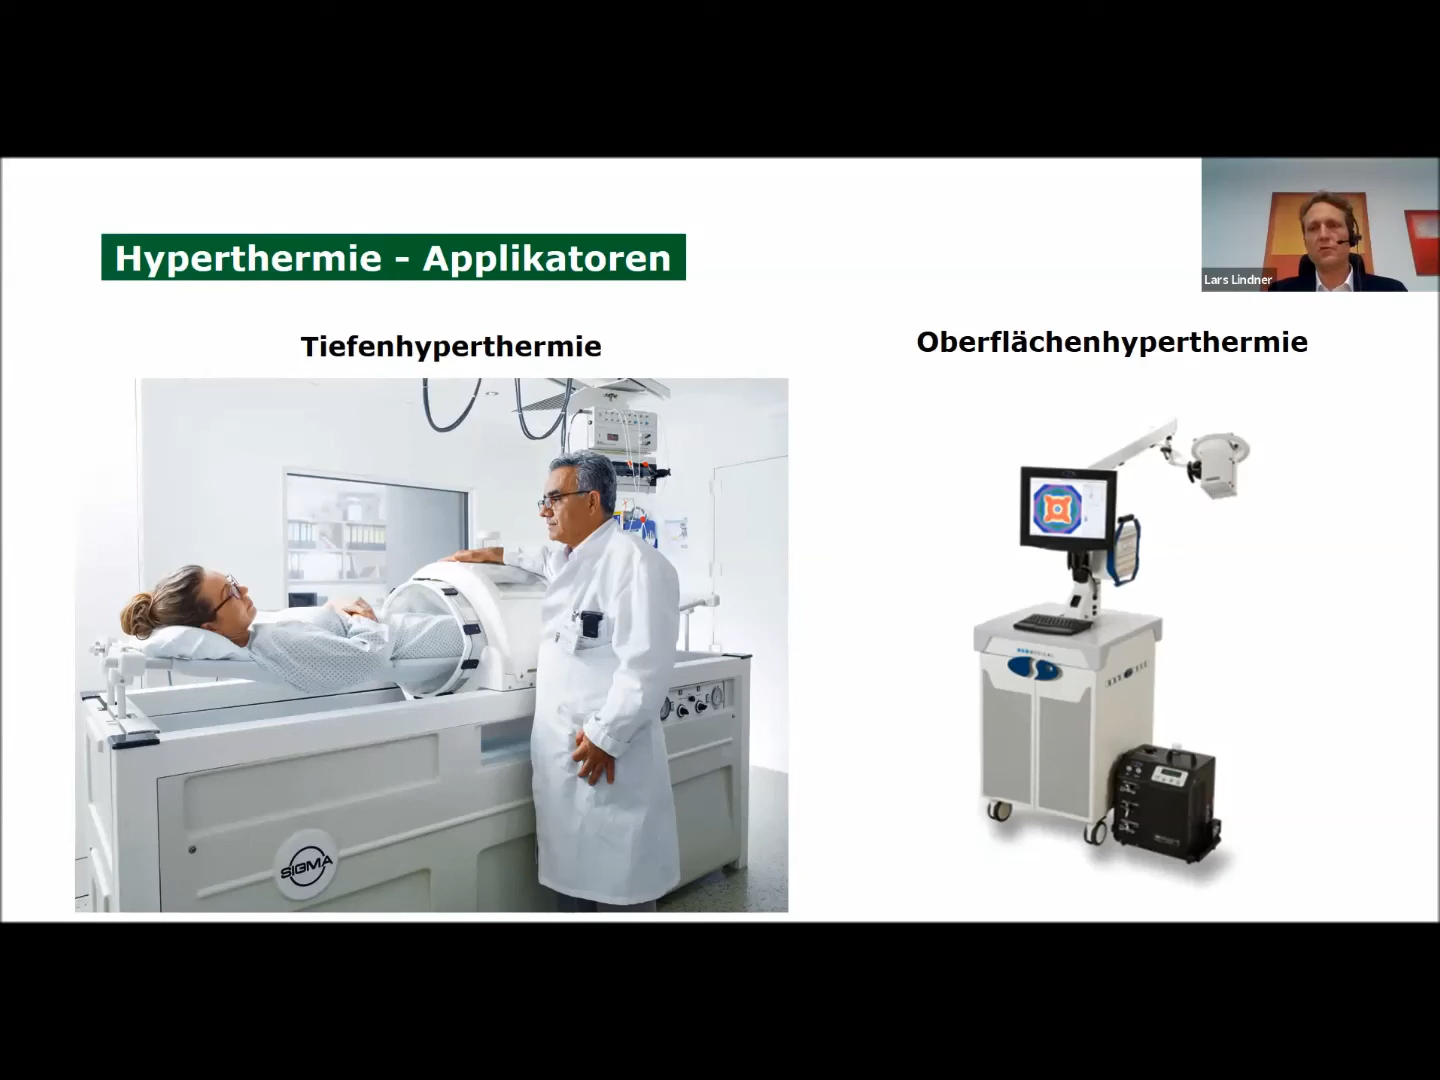 Hyperthermie - Applikatoren
Lars Lindner
Tiefenhyperthermie
Oberflächenhyperthermie
SIGMA